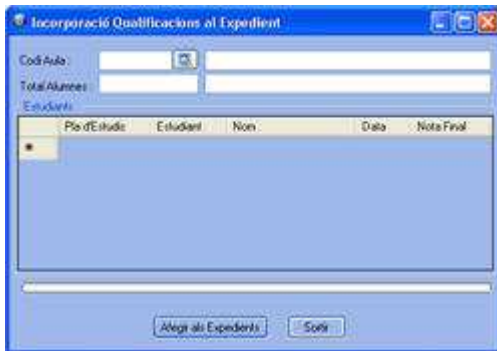 Incorporació Qualificacions al Expedient
Codi Aula :
Total Alumnes :
Estudiants
Pla d'Estudis Estudiant Nom Data Nota Final
Afegir als Expedients Sortir